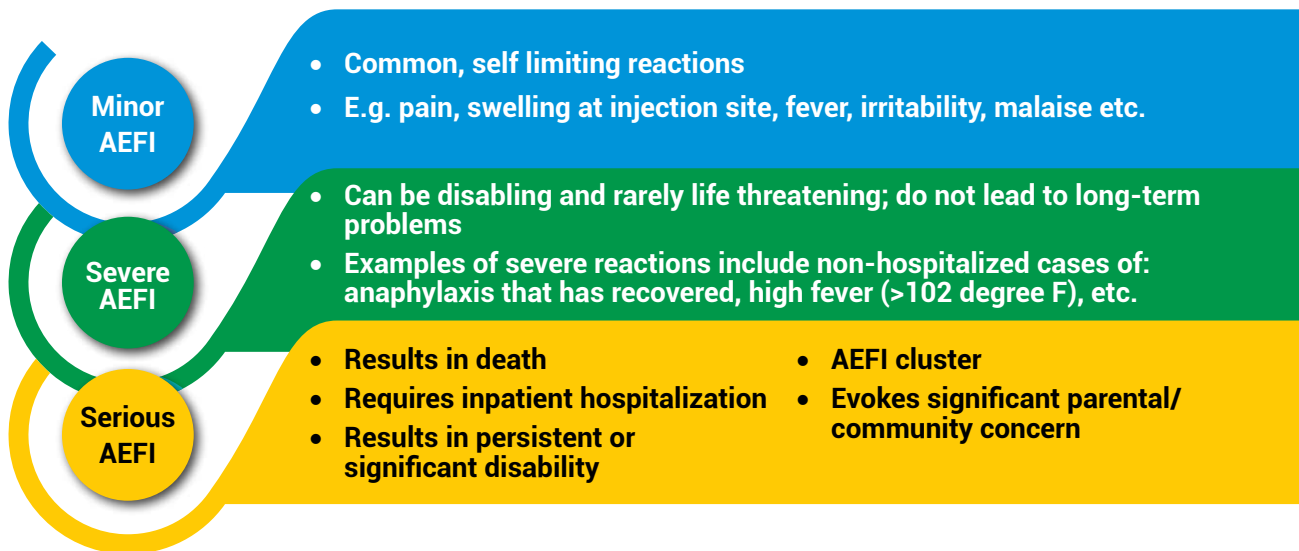 Minor
AEFI
• Common, self limiting reactions
• E.g. pain, swelling at injection site, fever, irritability, malaise etc.
Severe
AEFI
• Can be disabling and rarely life threatening; do not lead to long-term
problems
• Examples of severe reactions include non-hospitalized cases of:
anaphylaxis that has recovered, high fever (>102 degree F), etc.
Serious
AEFI
• Results in death
• Requires inpatient hospitalization
• Results in persistent or
significant disability
• AEFI cluster
• Evokes significant parental/
community concern